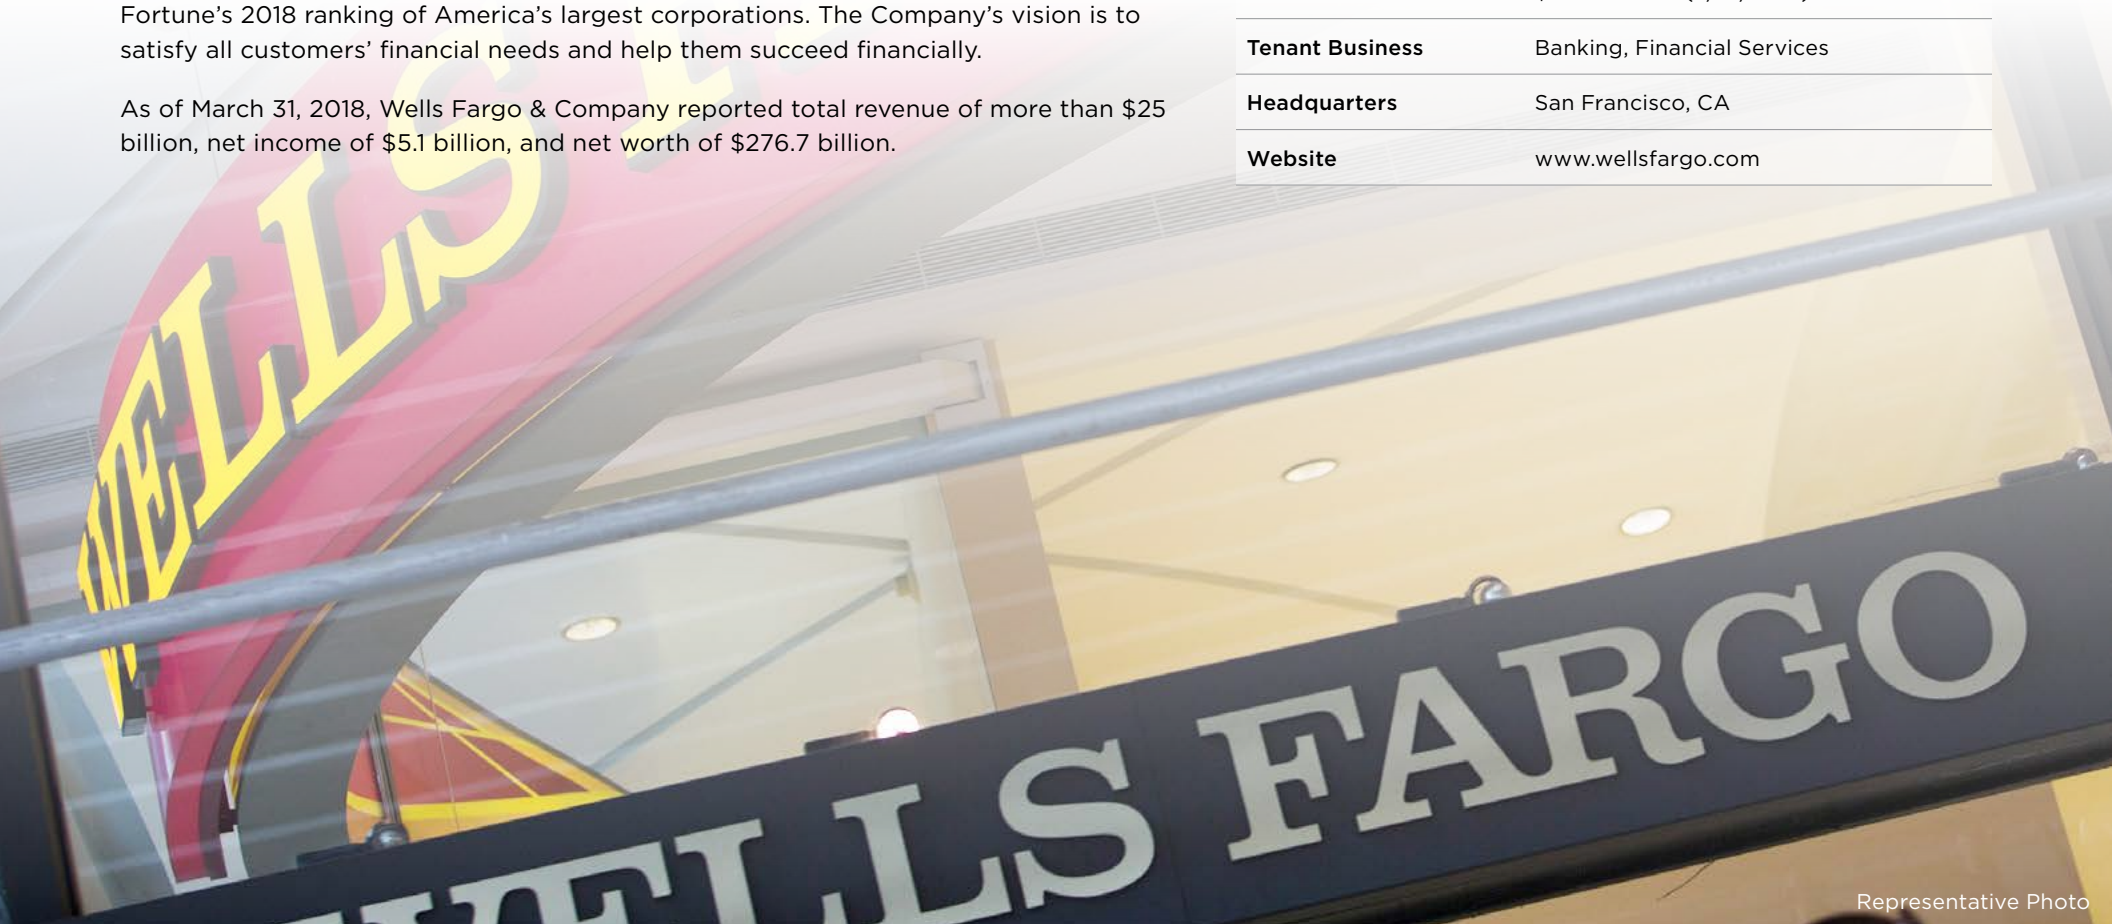 Fortune’s 2018 ranking of America’s largest corporations. The Company’s vision is to
satisfy all customers’ financial needs and help them succeed financially.
As of March 31, 2018, Wells Fargo & Company reported total revenue of more than $25
billion, net income of $5.1 billion, and net worth of $276.7 billion.
Tenant Business Banking, Financial Services
Headquarters San Francisco, CA
Website www.wellsfargo.com
WELLS
WELLS FARGO
Representative Photo